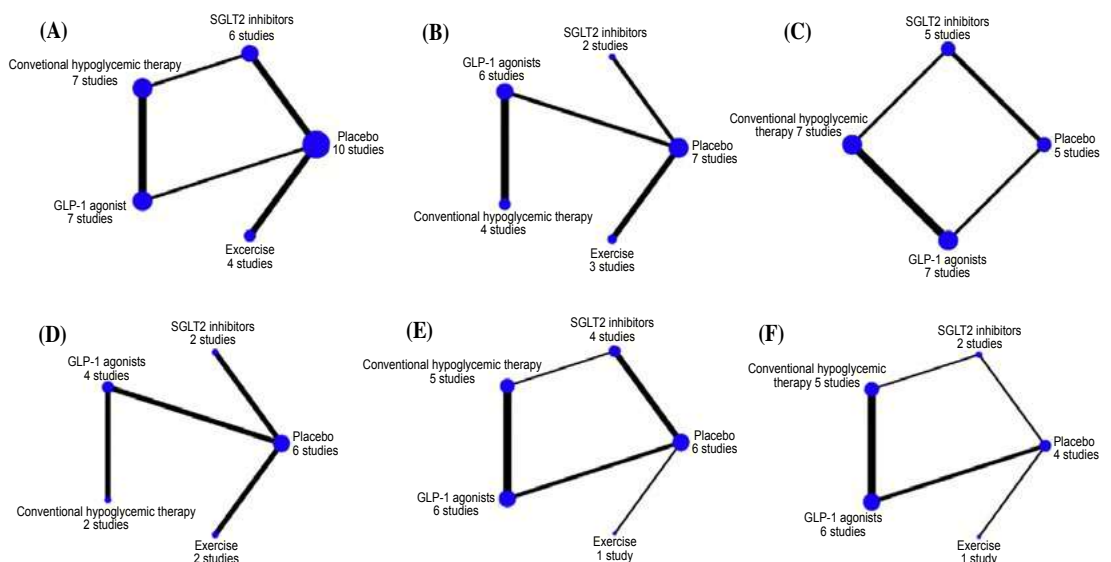 (A)
SGLT2 inhibitors
6 studies
Convetional hypoglycemic therapy
7 studies
Placebo
10 studies
GLP-1 agonist
7 studies
Excercise
4 studies
(B)
SGLT2 inhibitors
2 studies
GLP-1 agonists
6 studies
Placebo
7 studies
Conventional hypoglycemic therapy
4 studies
Exercise
3 studies
(C)
SGLT2 inhibitors
5 studies
Conventional hypoglycemic
therapy 7 studies
Placebo
5 studies
GLP-1 agonists
7 studies
(D)
SGLT2 inhibitors
2 studies
GLP-1 agonists
4 studies
Placebo
6 studies
Conventional hypoglycemic therapy
2 studies
Exercise
2 studies
(E)
SGLT2 inhibitors
4 studies
Conventional hypoglycemic therapy
5 studies
Placebo
6 studies
GLP-1 agonists
6 studies
Exercise
1 study
(F)
SGLT2 inhibitors
2 studies
Conventional hypoglycemic
therapy 5 studies
Placebo
4 studies
GLP-1 agonists
6 studies
Exercise
1 study